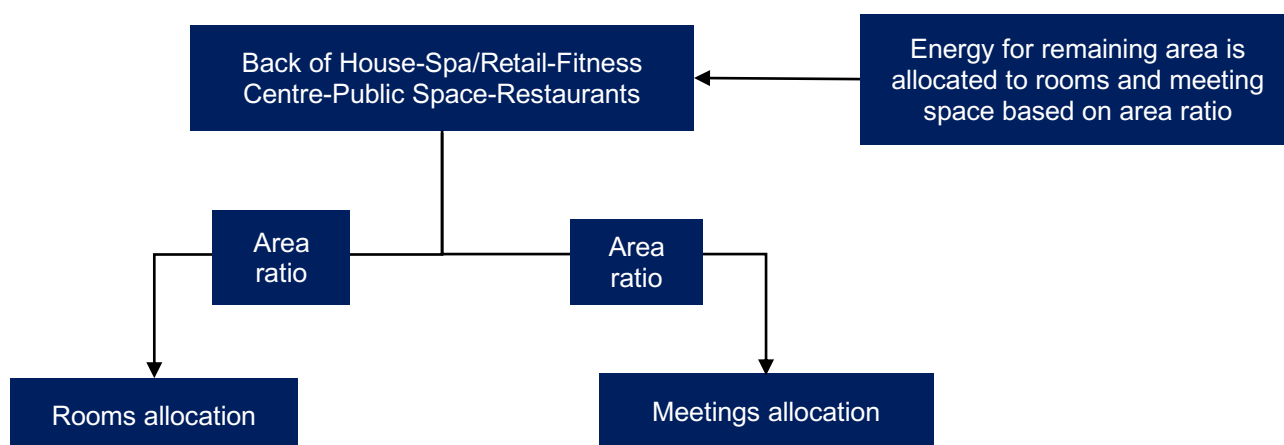 Back of House-Spa/Retail-Fitness
Centre-Public Space-Restaurants
Energy for remaining area is
allocated to rooms and meeting
space based on area ratio
Area
ratio
Area
ratio
Rooms allocation
Meetings allocation